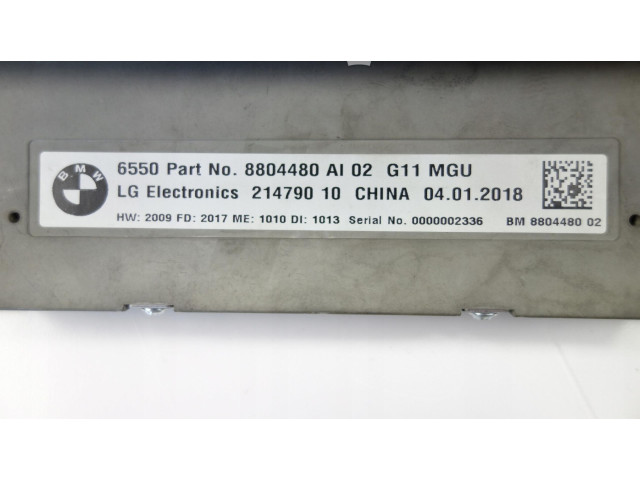 BMW
6550 Part No. 8804480 AI 02 G11 MGU
LG Electronics 214790 10 CHINA 04.01.2018
HW: 2009 FD: 2017 ME: 1010 DI: 1013 Serial No. 0000002336 BM 8804480 02